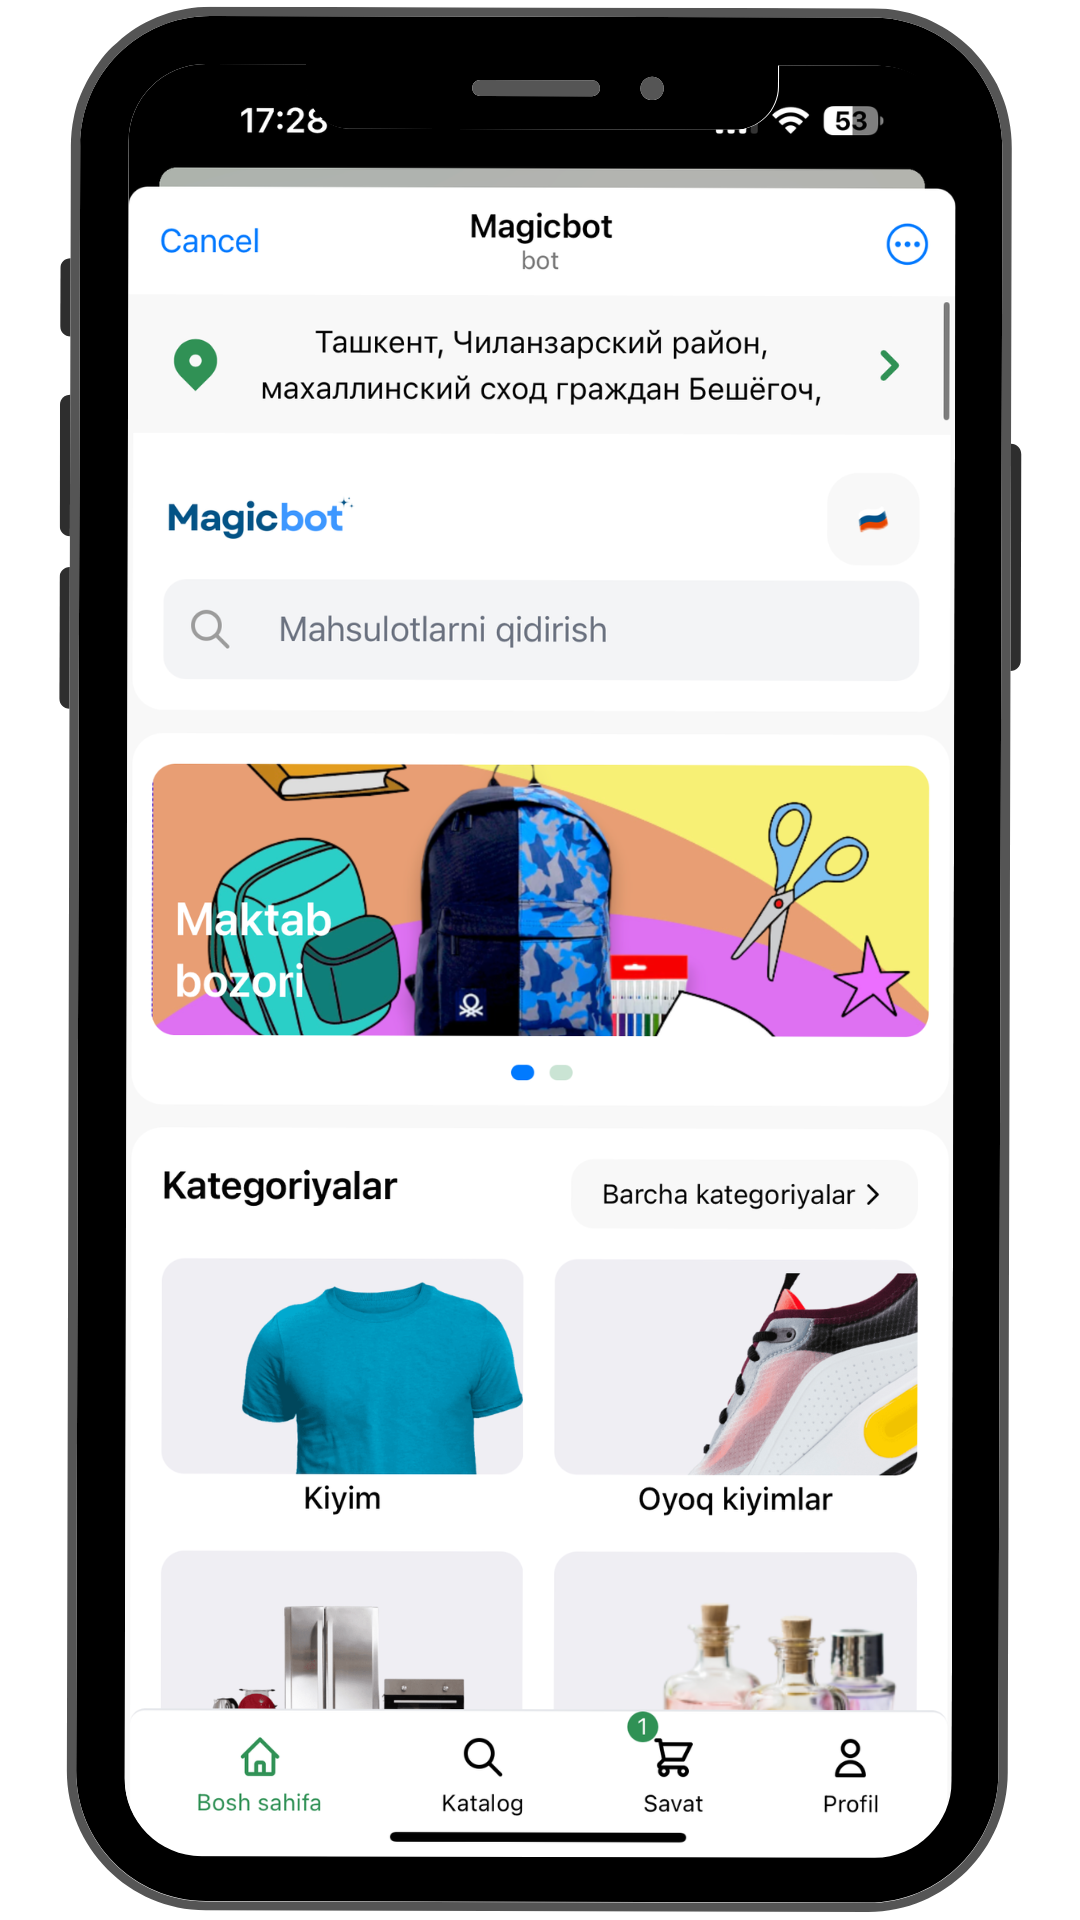 17:28
53
Cancel
Magicbot
bot
Ташкент, Чиланзарский район,
махаллинский сход граждан Бешёгоч,
Magicbot
Mahsulotlarni qidirish
Maktab
bozori
Kategoriyalar
Barcha kategoriyalar
Kiyim
Oyoq kiyimlar
1
Bosh sahifa
Katalog
Savat
Profil